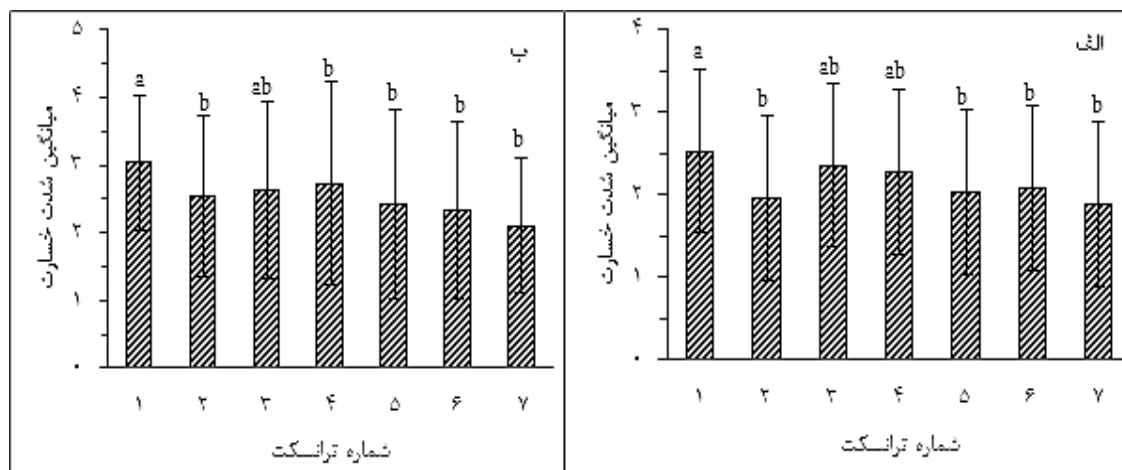 الف
میانگین شدت خسارت
۴
۳
۲
۱
۰
a b ab ab b b b
۱ ۲ ۳ ۴ ۵ ۶ ۷
شماره ترانسکت
ب
میانگین شدت خسارت
۵
۴
۳
۲
۱
۰
a b ab b b b b
۱ ۲ ۳ ۴ ۵ ۶ ۷
شماره ترانسکت